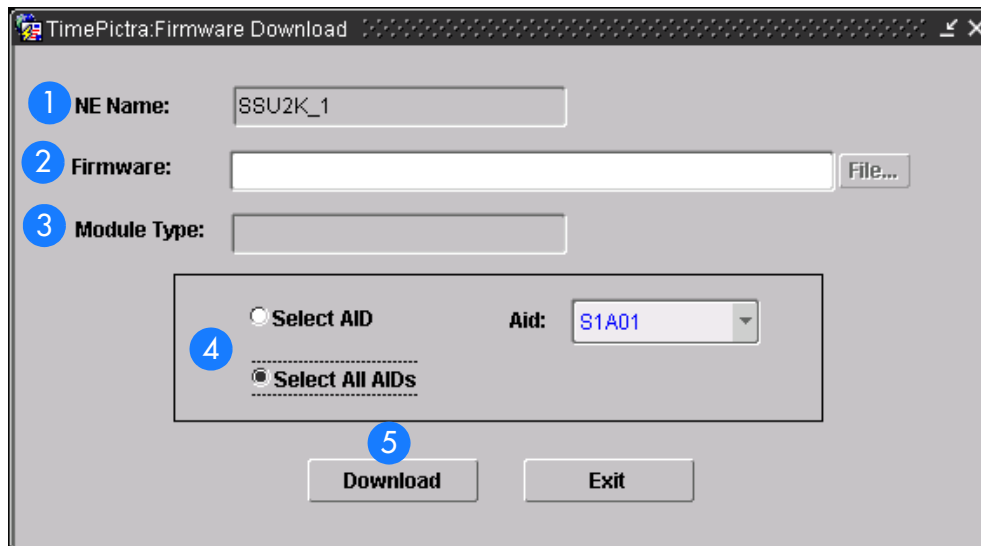 TimePictra:Firmware Download
1 NE Name: SSU2K_1
2 Firmware: File...
3 Module Type:
Select AID Aid: S1A01
4
Select All AIDs
5
Download Exit